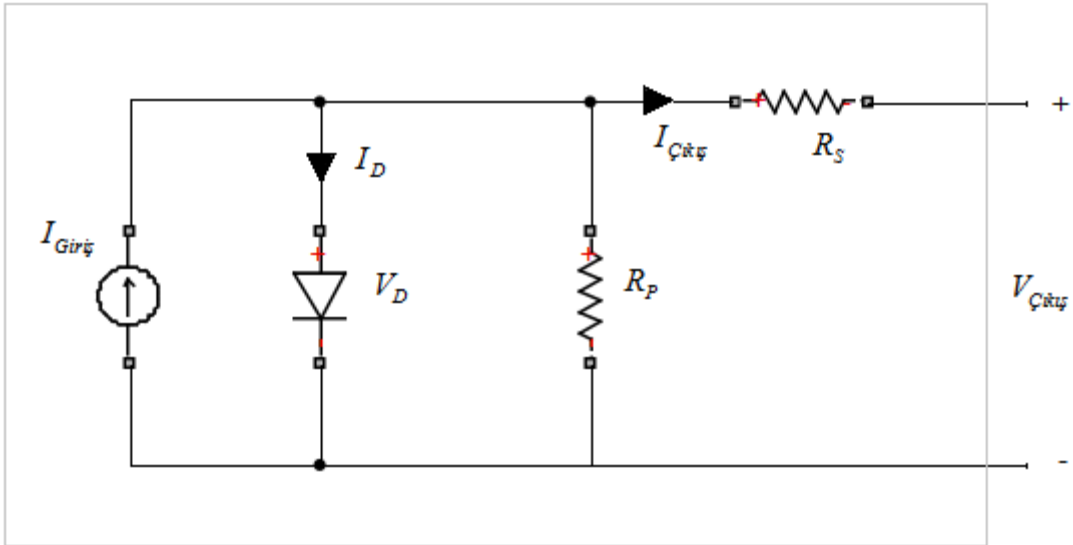 +
I_Çıkış
R_S
I_D
I_Giriş
V_D
R_P
V_Çıkış
-